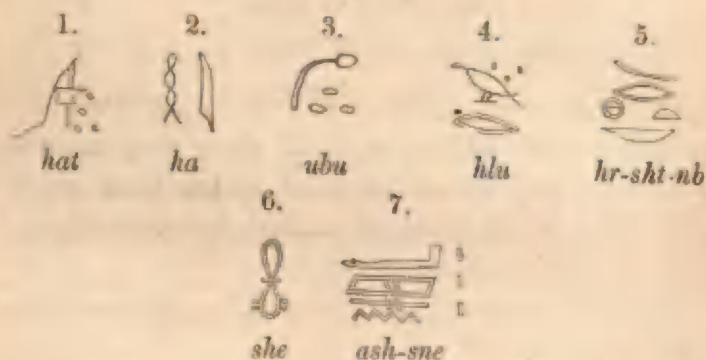 1. 2. 3. 4. 5.
hat ha ubu hlu hr-sht-nb
6. 7.
she ash-sne